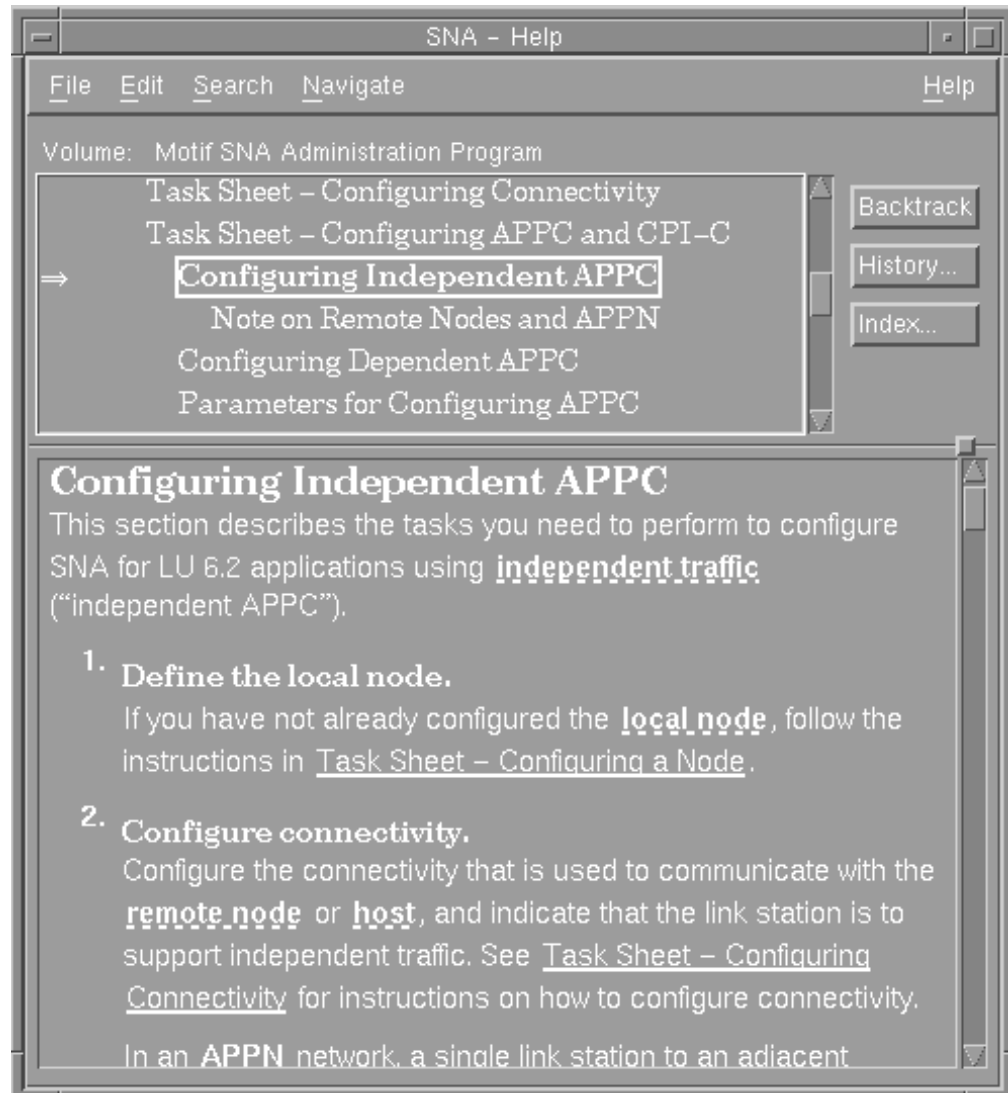 SNA – Help
File Edit Search Navigate Help
Volume: Motif SNA Administration Program
Task Sheet – Configuring Connectivity
Task Sheet – Configuring APPC and CPI–C
⇒ Configuring Independent APPC
Note on Remote Nodes and APPN
Configuring Dependent APPC
Parameters for Configuring APPC
Backtrack
History...
Index...
Configuring Independent APPC
This section describes the tasks you need to perform to configure
SNA for LU 6.2 applications using independent traffic
(“independent APPC”).
1. Define the local node.
If you have not already configured the local node, follow the
instructions in Task Sheet – Configuring a Node.
2. Configure connectivity.
Configure the connectivity that is used to communicate with the
remote node or host, and indicate that the link station is to
support independent traffic. See Task Sheet – Configuring
Connectivity for instructions on how to configure connectivity.
In an APPN network, a single link station to an adjacent